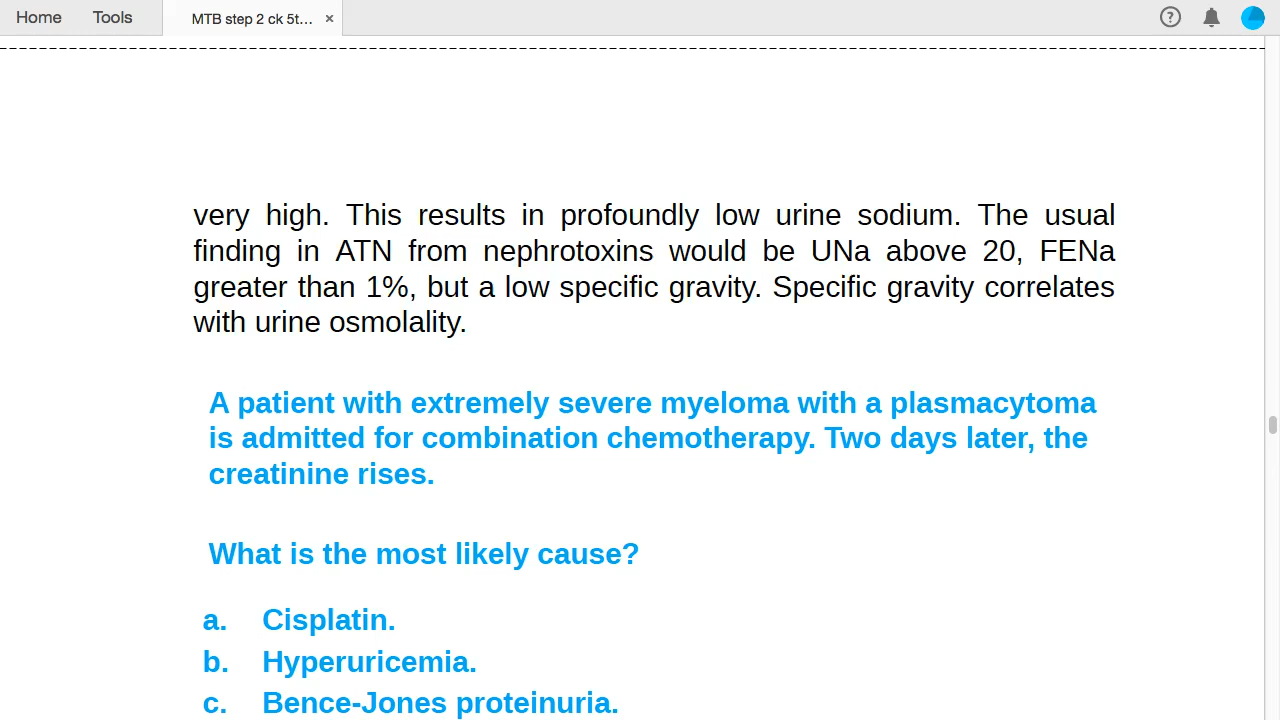 Home Tools MTB step 2 ck 5t... × ?
very high. This results in profoundly low urine sodium. The usual
finding in ATN from nephrotoxins would be UNa above 20, FENa
greater than 1%, but a low specific gravity. Specific gravity correlates
with urine osmolality.
A patient with extremely severe myeloma with a plasmacytoma
is admitted for combination chemotherapy. Two days later, the
creatinine rises.
What is the most likely cause?
a. Cisplatin.
b. Hyperuricemia.
c. Bence-Jones proteinuria.